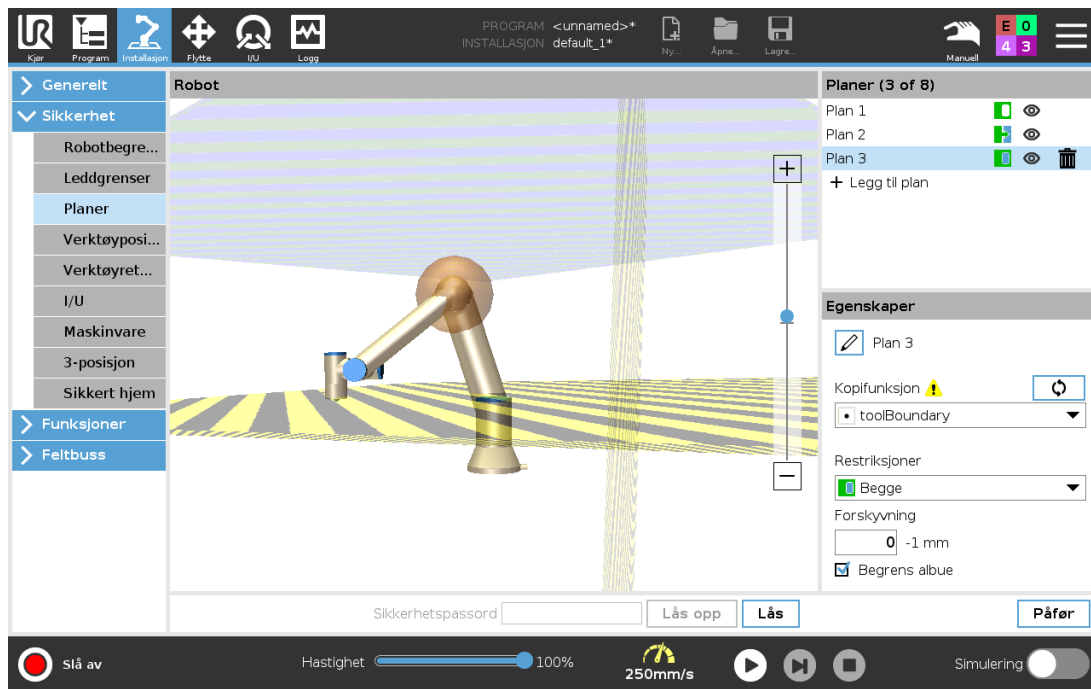 UR
Kjør
Program
Installasjon
Flytte
I/U
Logg
PROGRAM <unnamed>*
INSTALLASJON default_1*
Ny...
Åpne...
Lagre...
Manuell
E 0
4 3
Generelt
Sikkerhet
Robotbegre...
Leddgrenser
Planer
Verktøyposi...
Verktøyret...
I/U
Maskinvare
3-posisjon
Sikkert hjem
Funksjoner
Feltbuss
Robot
Planer (3 of 8)
Plan 1
Plan 2
Plan 3
+ Legg til plan
Egenskaper
Plan 3
Kopifunksjon
toolBoundary
Restriksjoner
Begge
Forskyvning
0 -1 mm
Begrens albue
Sikkerhetspassord
Lås opp
Lås
Påfør
Slå av
Hastighet
100%
250mm/s
Simulering